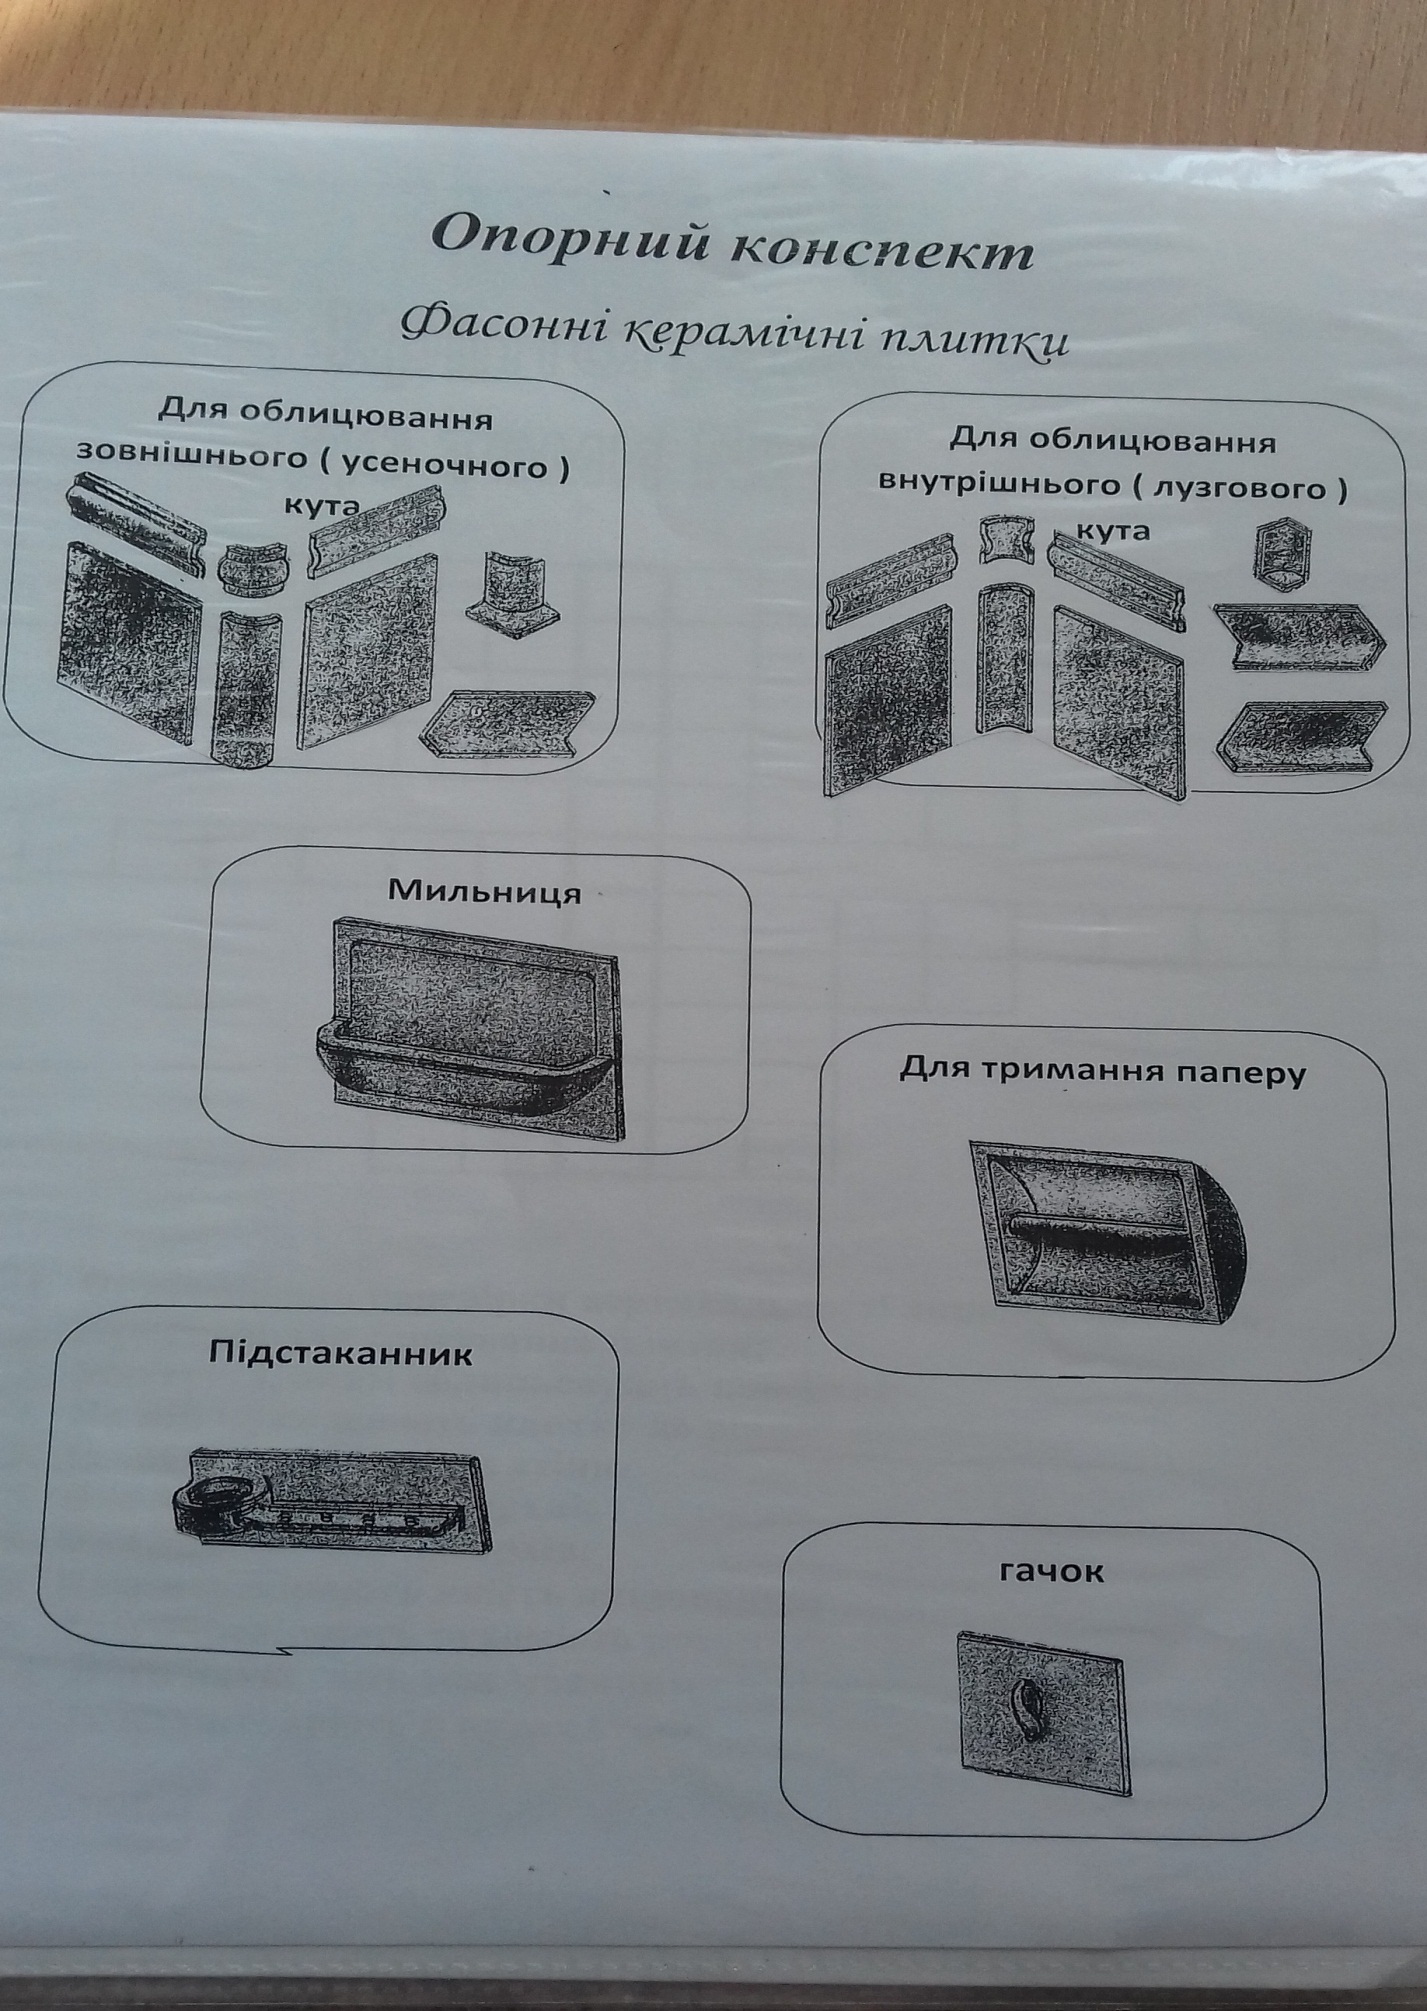 Опорний конспект
Фасонні керамічні плитки
Для облицювання
зовнішнього ( усеночного )
кута
Для облицювання
внутрішнього ( лузгового )
кута
Мильниця
Для тримання паперу
Підстаканник
гачок